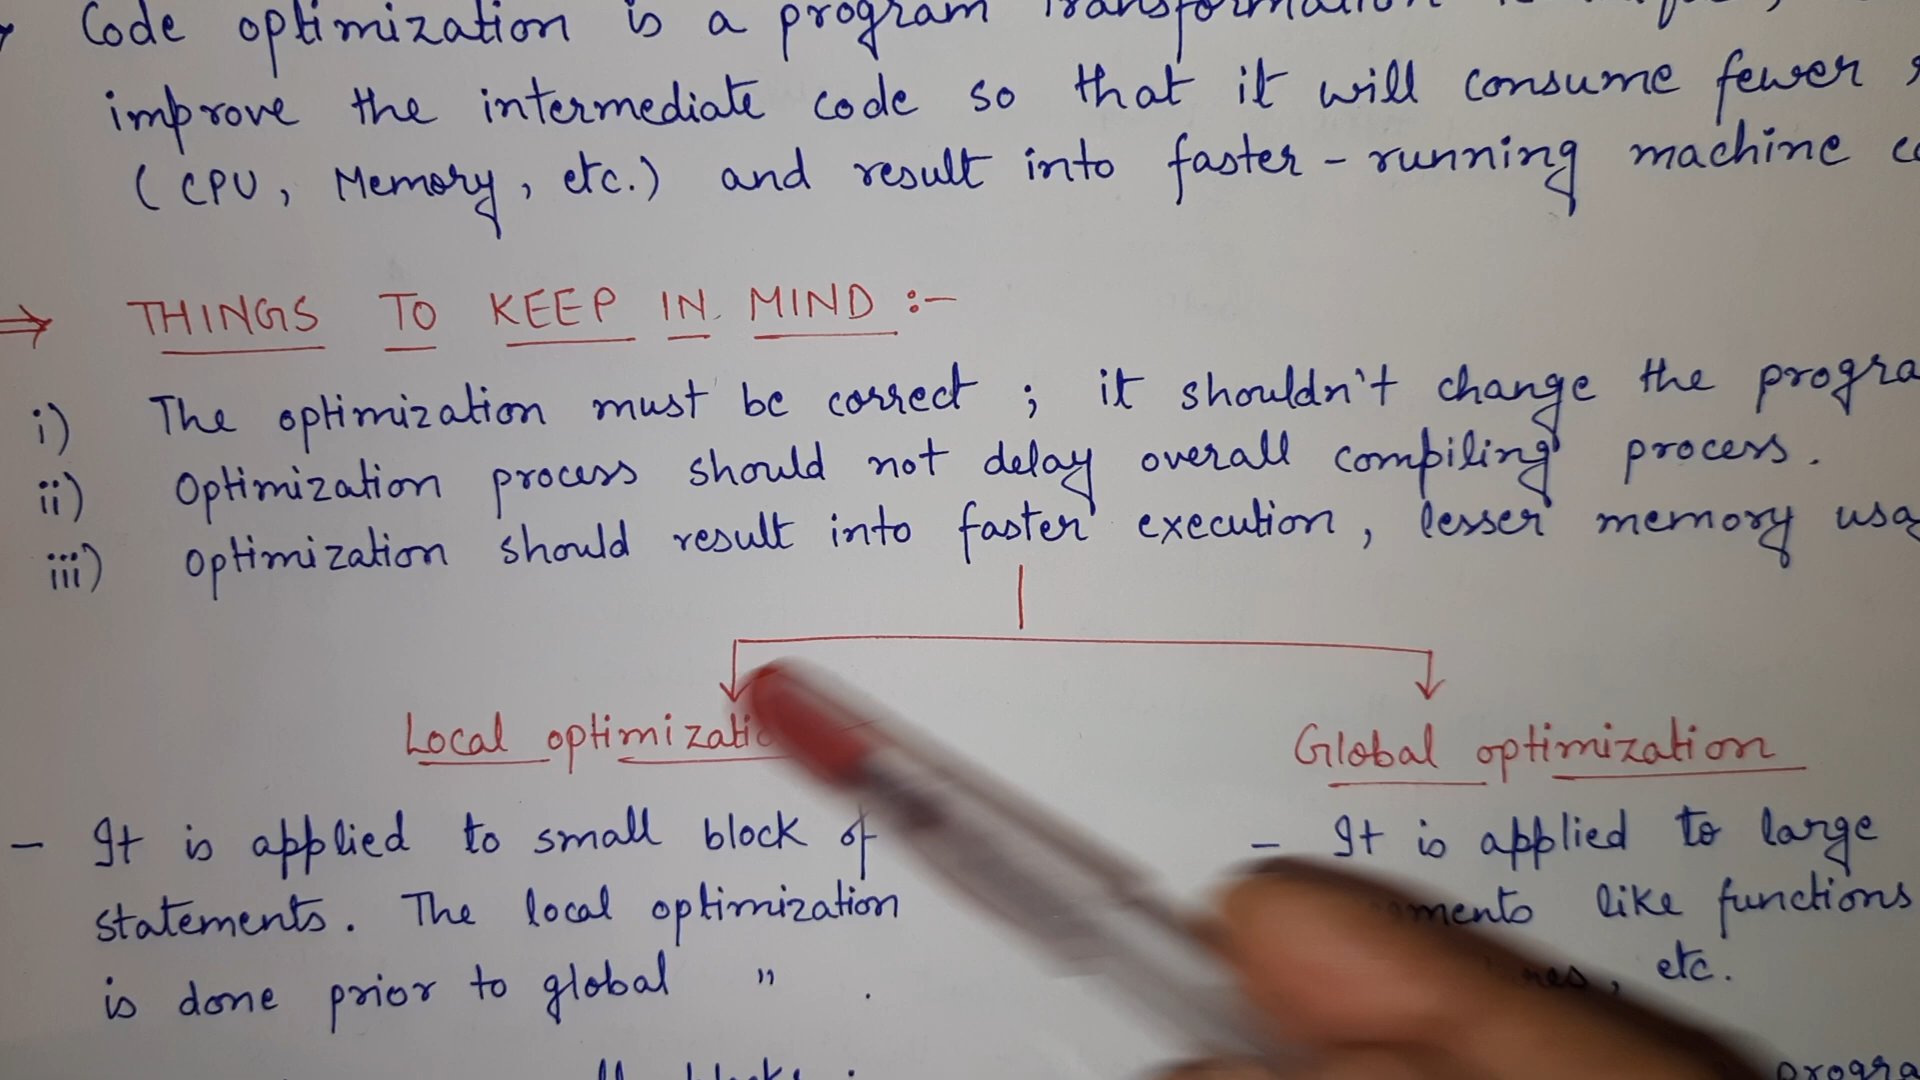 Code optimization is a program
improve the intermediate code so that it will consume fewer
(CPU, Memory, etc.) and result into faster - running machine
⇒ THINGS TO KEEP IN MIND :-
i) The optimization must be correct ; it shouldn't change the progra
ii) Optimization process should not delay overall compiling process.
iii) Optimization should result into faster execution, lesser memory usa
Local optimizatio
Global optimization
- It is applied to small block of
statements. The local optimization
is done prior to global " .
- It is applied to large
ments like functions
, etc.